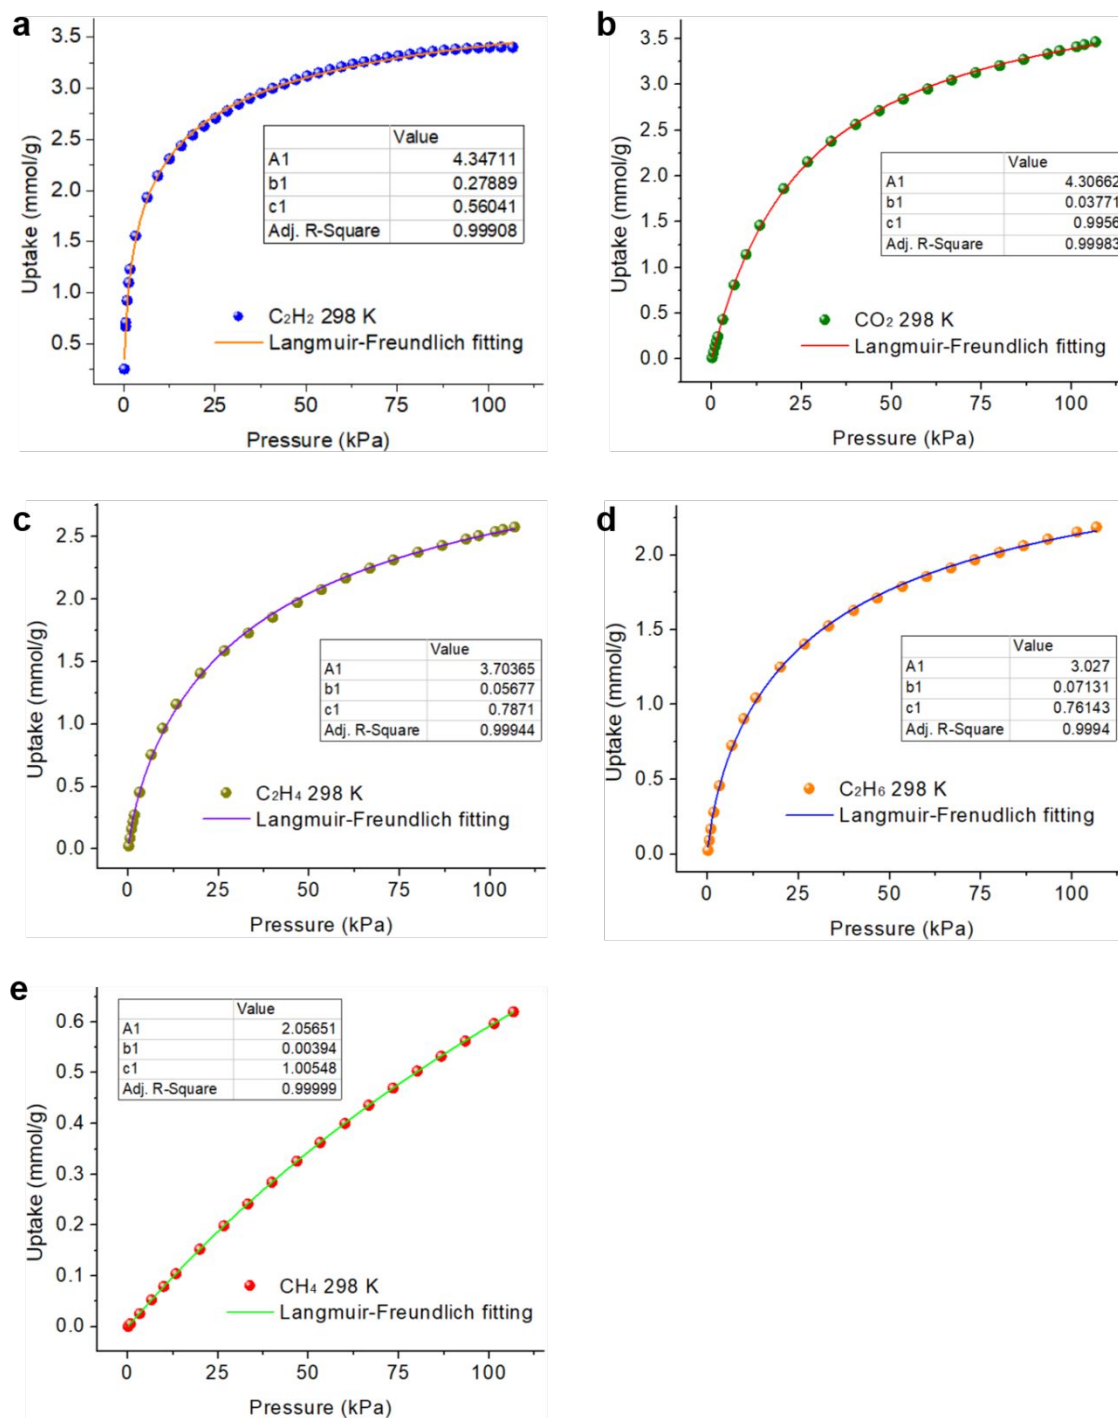 a
Uptake (mmol/g)
3.5
3.0
2.5
2.0
1.5
1.0
0.5
Value
A1 4.34711
b1 0.27889
c1 0.56041
Adj. R-Square 0.99908
C₂H₂ 298 K
Langmuir-Freundlich fitting
0 25 50 75 100
Pressure (kPa)
b
Uptake (mmol/g)
3.5
3.0
2.5
2.0
1.5
1.0
0.5
0.0
Value
A1 4.30662
b1 0.03771
c1 0.9956
Adj. R-Square 0.99983
CO₂ 298 K
Langmuir-Freundlich fitting
0 25 50 75 100
Pressure (kPa)
c
Uptake (mmol/g)
2.5
2.0
1.5
1.0
0.5
0.0
Value
A1 3.70365
b1 0.05677
c1 0.7871
Adj. R-Square 0.99944
C₂H₄ 298 K
Langmuir-Freundlich fitting
0 25 50 75 100
Pressure (kPa)
d
Uptake (mmol/g)
2.0
1.5
1.0
0.5
0.0
Value
A1 3.027
b1 0.07131
c1 0.76143
Adj. R-Square 0.9994
C₂H₆ 298 K
Langmuir-Frenudlich fitting
0 25 50 75 100
Pressure (kPa)
e
Uptake (mmol/g)
0.6
0.5
0.4
0.3
0.2
0.1
0.0
Value
A1 2.05651
b1 0.00394
c1 1.00548
Adj. R-Square 0.99999
CH₄ 298 K
Langmuir-Freundlich fitting
0 25 50 75 100
Pressure (kPa)